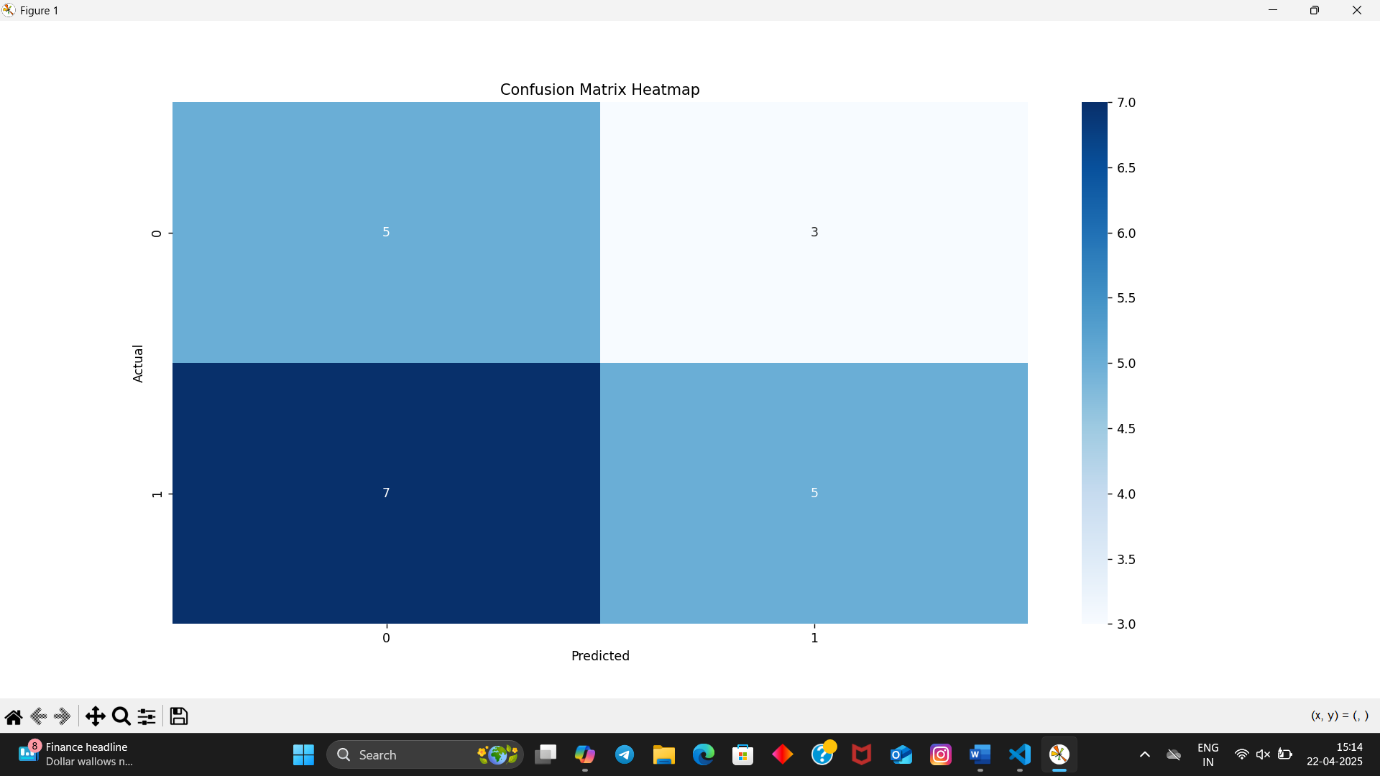 Figure 1
Confusion Matrix Heatmap
7.0
6.5
6.0
5.5
5.0
4.5
4.0
3.5
3.0
0
5
3
Actual
1
7
5
0
1
Predicted
(x, y) = (, )
8
Finance headline
Dollar wallows n...
Search
ENG
IN
15:14
22-04-2025